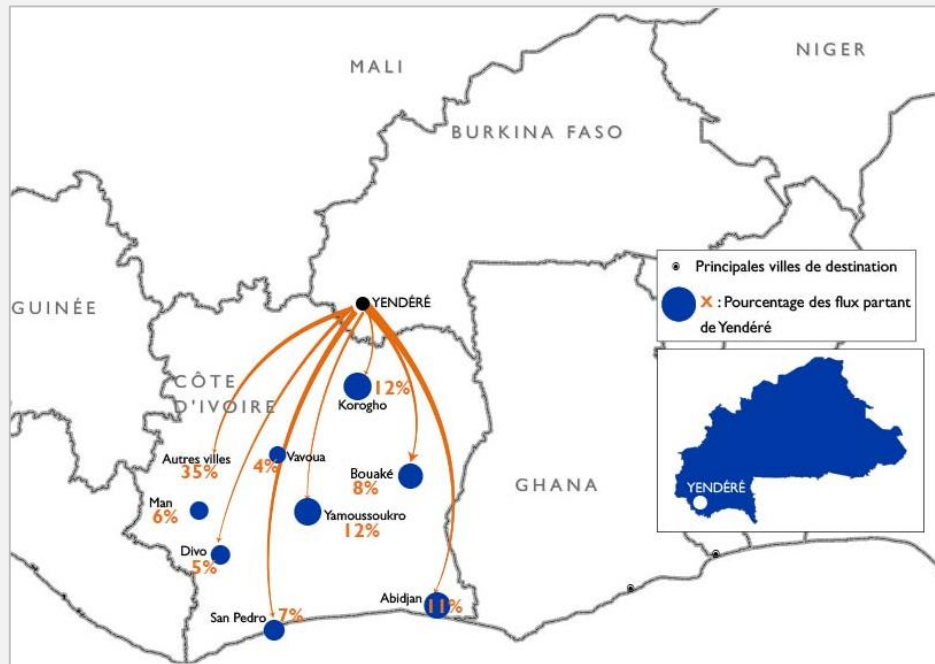 MALI
NIGER
BURKINA FASO
GUINÉE
YENDÉRÉ
Principales villes de destination
X : Pourcentage des flux partant
de Yendéré
CÔTE
D'IVOIRE
12%
Korogho
Autres villes
35%
4%
Vavoua
Bouaké
8%
GHANA
YENDÉRÉ
Man
6%
Yamoussoukro
12%
Divo
5%
San Pedro
7%
Abidjan
11%